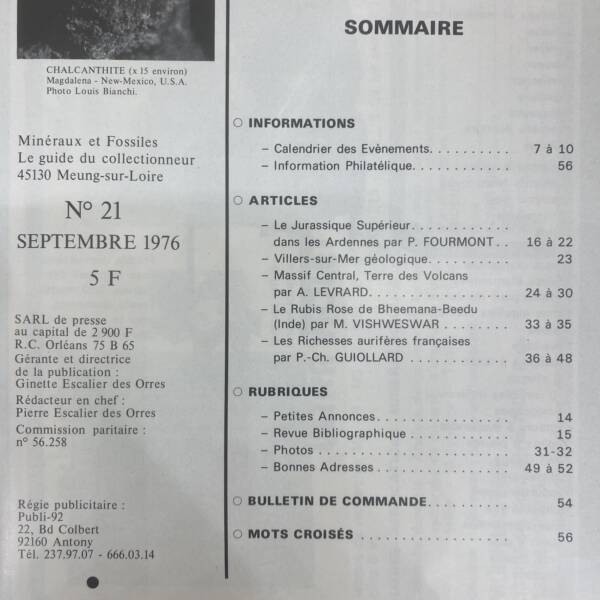 CHALCANTHITE (x 15 environ)
Magdalena - New-Mexico, U.S.A.
Photo Louis Bianchi.
Minéraux et Fossiles
Le guide du collectionneur
45130 Meung-sur-Loire
N° 21
SEPTEMBRE 1976
5 F
SARL de presse
au capital de 2 900 F
R.C. Orléans 75 B 65
Gérante et directrice
de la publication :
Ginette Escalier des Orres
Rédacteur en chef :
Pierre Escalier des Orres
Commission paritaire :
n° 56.258
Régie publicitaire :
Publi-92
22, Bd Colbert
92160 Antony
Tél. 237.97.07 - 666.03.14
SOMMAIRE
○ INFORMATIONS
– Calendrier des Evènements. . . . . . . . . . 7 à 10
– Information Philatélique. . . . . . . . . . . . 56
○ ARTICLES
– Le Jurassique Supérieur. . . . . . . . . . . .
dans les Ardennes par P. FOURMONT . . 16 à 22
– Villers-sur-Mer géologique. . . . . . . . . . 23
– Massif Central, Terre des Volcans
par A. LEVRARD. . . . . . . . . . . . . . . . . 24 à 30
– Le Rubis Rose de Bheemana-Beedu
(Inde) par M. VISHWESWAR . . . . . . . . 33 à 35
– Les Richesses aurifères françaises
par P.-Ch. GUIOLLARD . . . . . . . . . . . . 36 à 48
○ RUBRIQUES
– Petites Annonces. . . . . . . . . . . . . . . . 14
– Revue Bibliographique . . . . . . . . . . . . 15
– Photos . . . . . . . . . . . . . . . . . . . . . . 31-32
– Bonnes Adresses . . . . . . . . . . . . . . . . 49 à 52
○ BULLETIN DE COMMANDE. . . . . . . . . . 54
○ MOTS CROISÉS . . . . . . . . . . . . . . . . . . 56